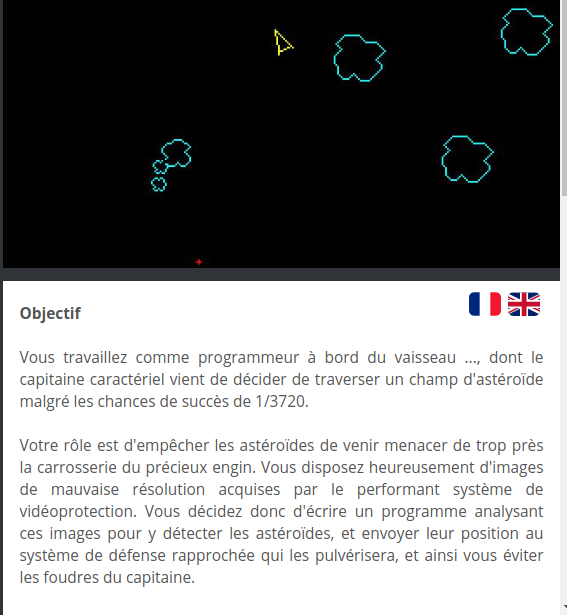 Objectif
Vous travaillez comme programmeur à bord du vaisseau ..., dont le
capitaine caractériel vient de décider de traverser un champ d'astéroïde
malgré les chances de succès de 1/3720.
Votre rôle est d'empêcher les astéroïdes de venir menacer de trop près
la carrosserie du précieux engin. Vous disposez heureusement d'images
de mauvaise résolution acquises par le performant système de
vidéoprotection. Vous décidez donc d'écrire un programme analysant
ces images pour y détecter les astéroïdes, et envoyer leur position au
système de défense rapprochée qui les pulvérisera, et ainsi vous éviter
les foudres du capitaine.